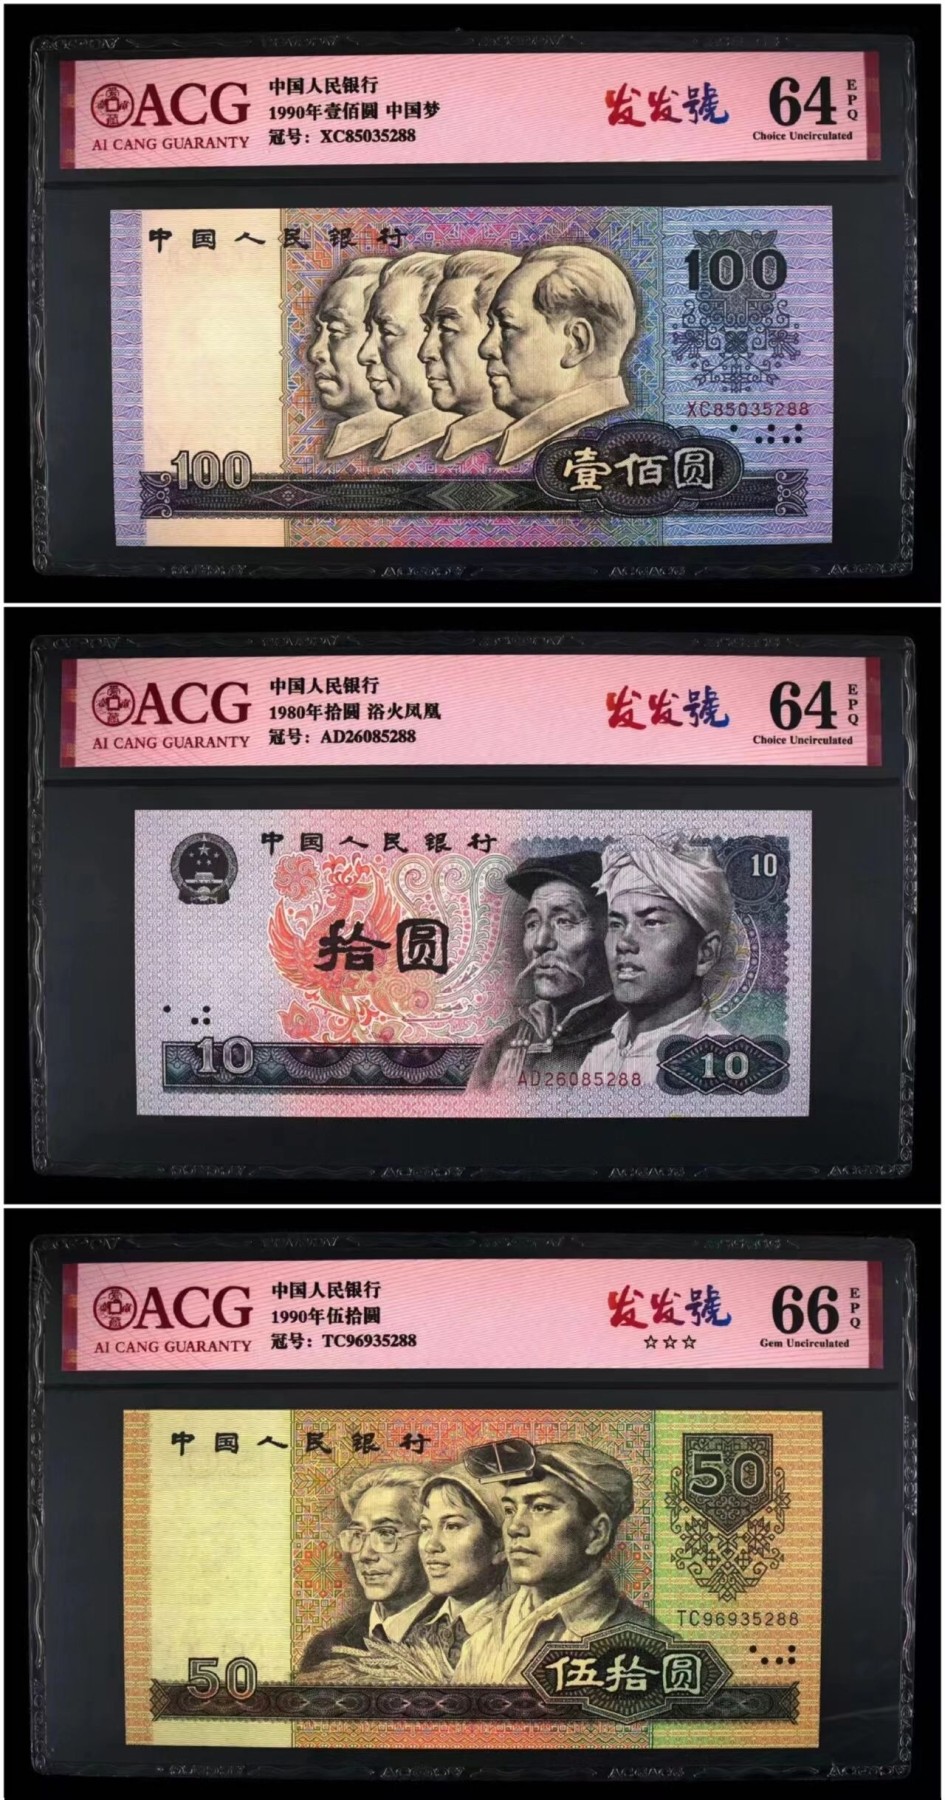 ACG
AI CANG GUARANTY
中国人民银行
1990年壹佰圆 中国梦
冠号：XC85035288
发发號
64
EPQ
Choice Uncirculated
中国人民银行
100
XC85035288
100
壹佰圆
ACG
AI CANG GUARANTY
中国人民银行
1980年拾圆 浴火凤凰
冠号：AD26085288
发发號
64
EPQ
Choice Uncirculated
中国人民银行
10
拾圆
10
AD26085288
10
ACG
AI CANG GUARANTY
中国人民银行
1990年伍拾圆
冠号：TC96935288
发发號
☆☆☆
66
EPQ
Gem Uncirculated
中国人民银行
50
TC96935288
50
伍拾圆